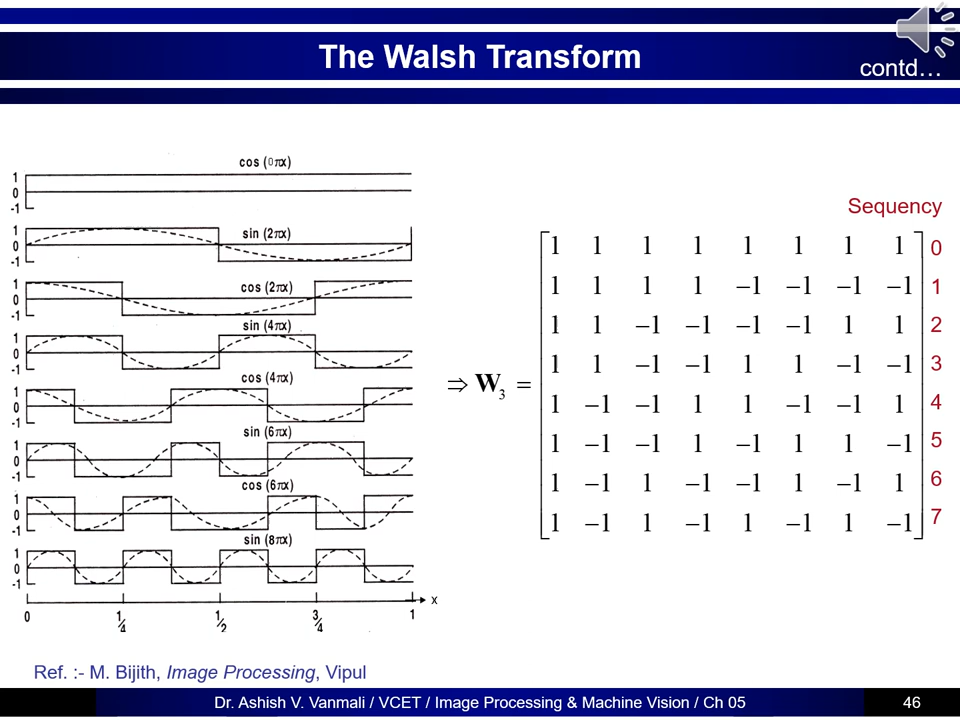 The Walsh Transform
contd…
cos (0πx)
1
0
-1
sin (2πx)
1
0
-1
cos (2πx)
1
0
-1
sin (4πx)
1
0
-1
cos (4πx)
1
0
-1
sin (6πx)
1
0
-1
cos (6πx)
1
0
-1
sin (8πx)
1
0
-1
0 1/4 1/2 3/4 1 x
Sequency
⇒ W₃ =
1 1 1 1 1 1 1 1 0
1 1 1 1 −1 −1 −1 −1 1
1 1 −1 −1 −1 −1 1 1 2
1 1 −1 −1 1 1 −1 −1 3
1 −1 −1 1 1 −1 −1 1 4
1 −1 −1 1 −1 1 1 −1 5
1 −1 1 −1 −1 1 −1 1 6
1 −1 1 −1 1 −1 1 −1 7
Ref. :- M. Bijith, Image Processing, Vipul
Dr. Ashish V. Vanmali / VCET / Image Processing & Machine Vision / Ch 05 46